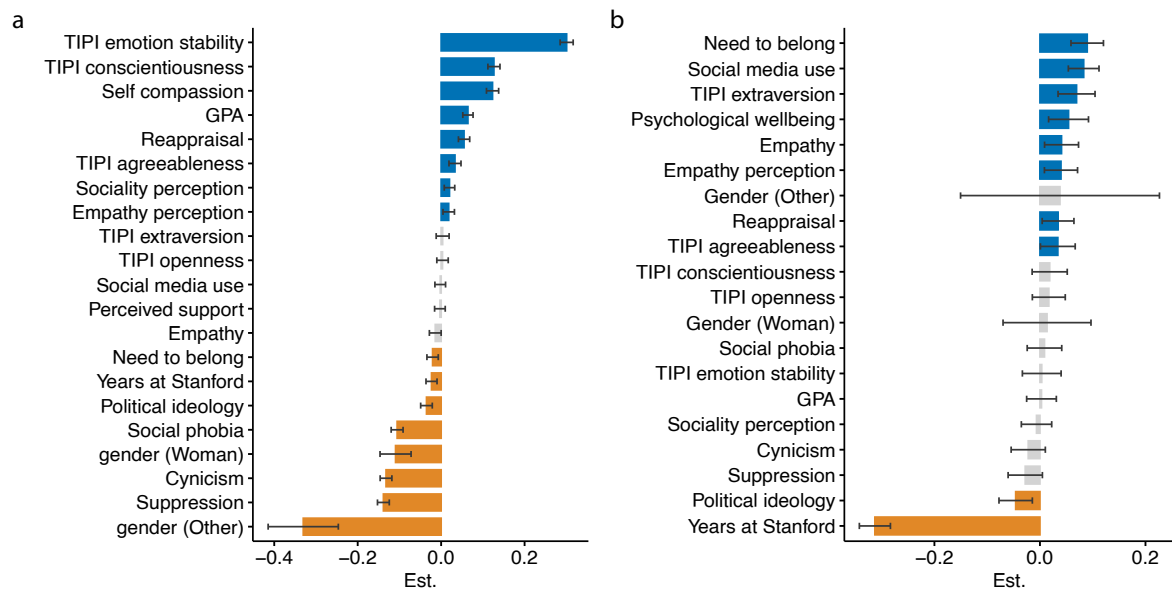 a
TIPI emotion stability
TIPI conscientiousness
Self compassion
GPA
Reappraisal
TIPI agreeableness
Sociality perception
Empathy perception
TIPI extraversion
TIPI openness
Social media use
Perceived support
Empathy
Need to belong
Years at Stanford
Political ideology
Social phobia
gender (Woman)
Cynicism
Suppression
gender (Other)
−0.4 −0.2 0.0 0.2
Est.
b
Need to belong
Social media use
TIPI extraversion
Psychological wellbeing
Empathy
Empathy perception
Gender (Other)
Reappraisal
TIPI agreeableness
TIPI conscientiousness
TIPI openness
Gender (Woman)
Social phobia
TIPI emotion stability
GPA
Sociality perception
Cynicism
Suppression
Political ideology
Years at Stanford
−0.2 0.0 0.2
Est.